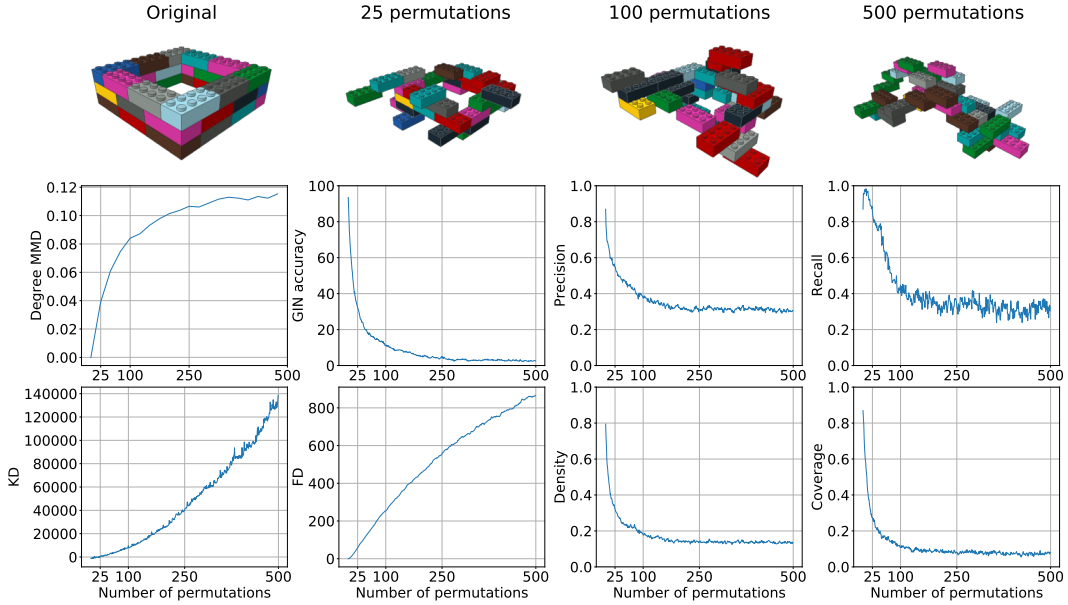 Original
25 permutations
100 permutations
500 permutations
Degree MMD
0.12
0.10
0.08
0.06
0.04
0.02
0.00
25 100 250 500
GIN accuracy
100
80
60
40
20
0
25 100 250 500
Precision
1.0
0.8
0.6
0.4
0.2
0.0
25 100 250 500
Recall
1.0
0.8
0.6
0.4
0.2
0.0
25 100 250 500
KD
140000
120000
100000
80000
60000
40000
20000
0
25 100 250 500
Number of permutations
FD
800
600
400
200
0
25 100 250 500
Number of permutations
Density
1.0
0.8
0.6
0.4
0.2
0.0
25 100 250 500
Number of permutations
Coverage
1.0
0.8
0.6
0.4
0.2
0.0
25 100 250 500
Number of permutations